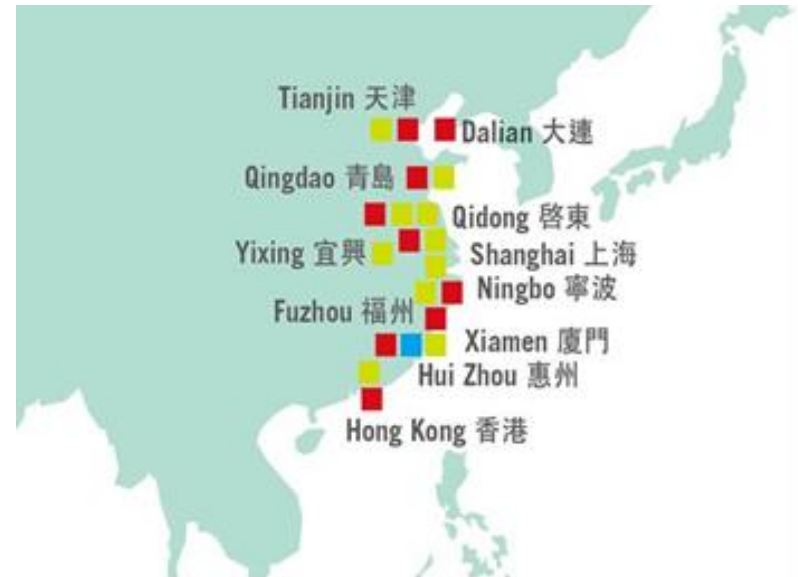 Tianjin 天津
Dalian 大連
Qingdao 青島
Qidong 啓東
Yixing 宜興
Shanghai 上海
Ningbo 寧波
Fuzhou 福州
Xiamen 廈門
Hui Zhou 惠州
Hong Kong 香港